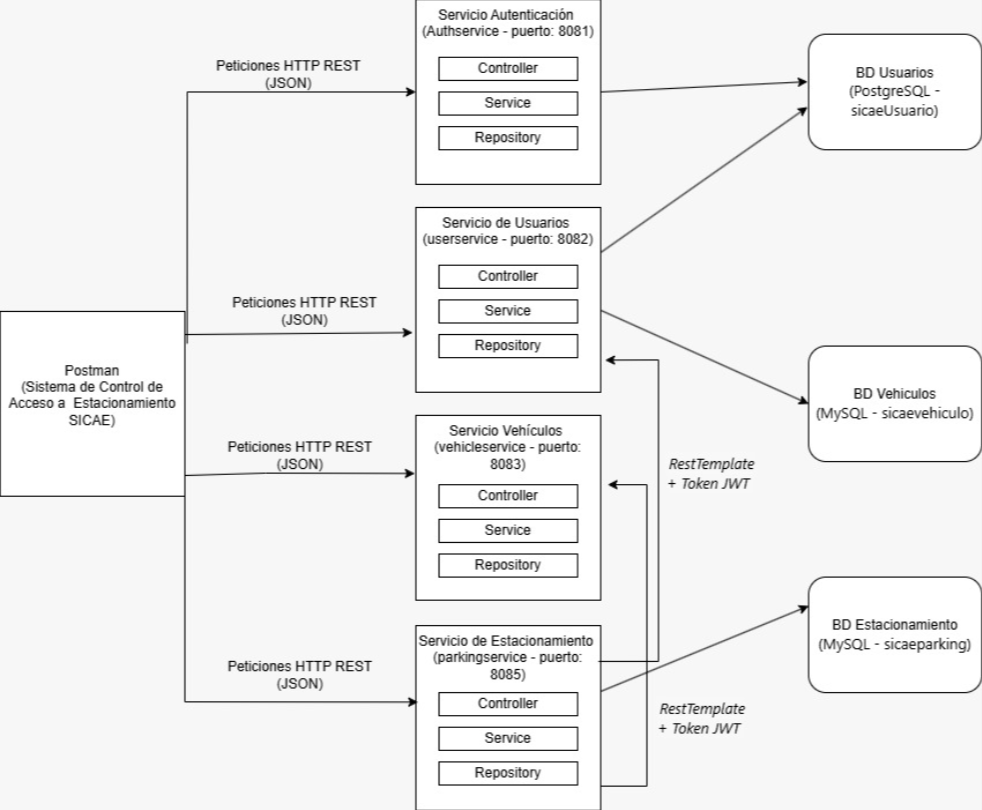 Servicio Autenticación
(Authservice - puerto: 8081)
Controller
Service
Repository
Peticiones HTTP REST
(JSON)
BD Usuarios
(PostgreSQL -
sicaeUsuario)
Servicio de Usuarios
(userservice - puerto: 8082)
Controller
Service
Repository
Peticiones HTTP REST
(JSON)
Postman
(Sistema de Control de
Acceso a Estacionamiento
SICAE)
BD Vehiculos
(MySQL - sicaevehiculo)
Servicio Vehículos
(vehicleservice - puerto:
8083)
Controller
Service
Repository
Peticiones HTTP REST
(JSON)
RestTemplate
+ Token JWT
Servicio de Estacionamiento
(parkingservice - puerto:
8085)
Controller
Service
Repository
Peticiones HTTP REST
(JSON)
BD Estacionamiento
(MySQL - sicaeparking)
RestTemplate
+ Token JWT